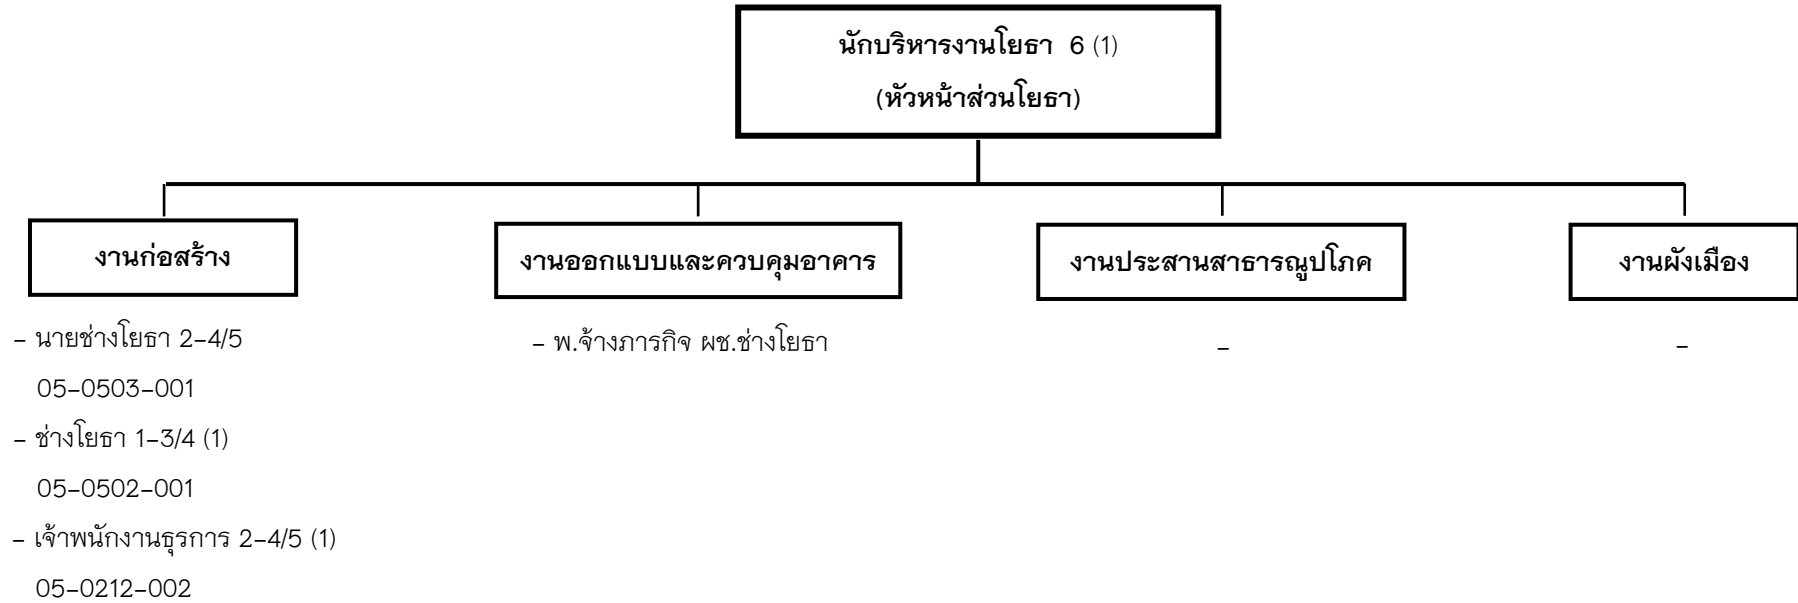 นักบริหารงานโยธา 6 (1)
(หัวหน้าส่วนโยธา)
งานก่อสร้าง
งานออกแบบและควบคุมอาคาร
งานประสานสาธารณูปโภค
งานผังเมือง
- นายช่างโยธา 2-4/5
05-0503-001
- ช่างโยธา 1-3/4 (1)
05-0502-001
- เจ้าพนักงานธุรการ 2-4/5 (1)
05-0212-002
- พ.จ้างภารกิจ ผช.ช่างโยธา
-
-